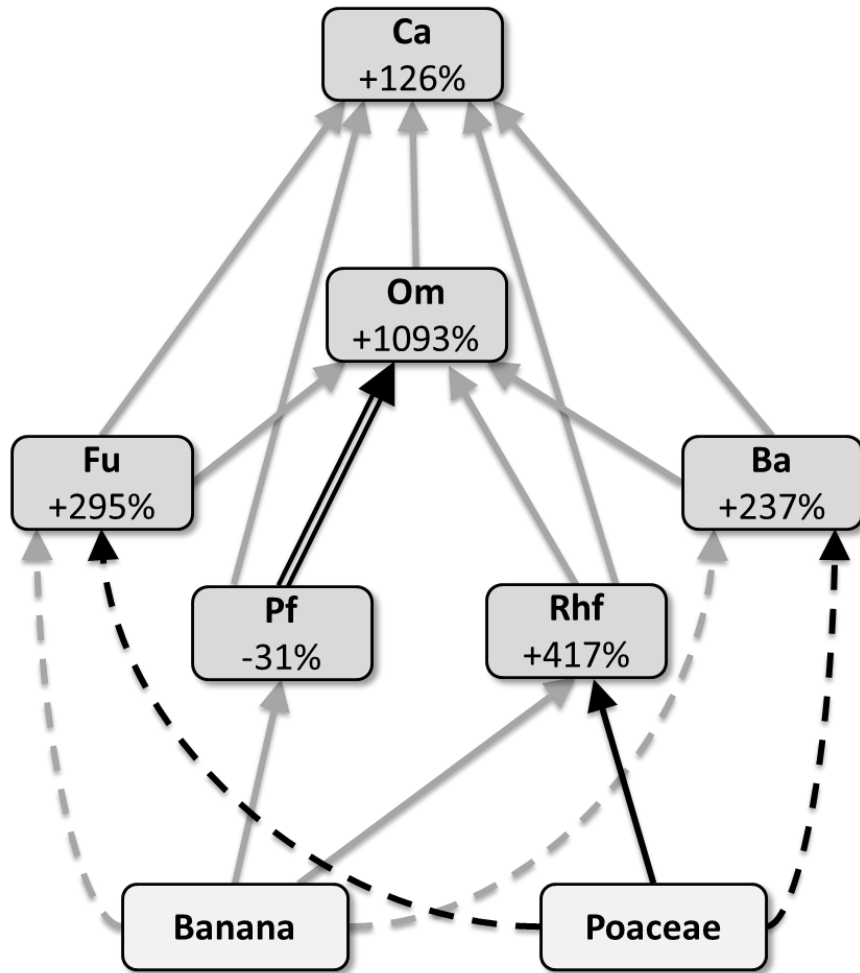 Ca
+126%
Om
+1093%
Fu
+295%
Ba
+237%
Pf
-31%
Rhf
+417%
Banana
Poaceae